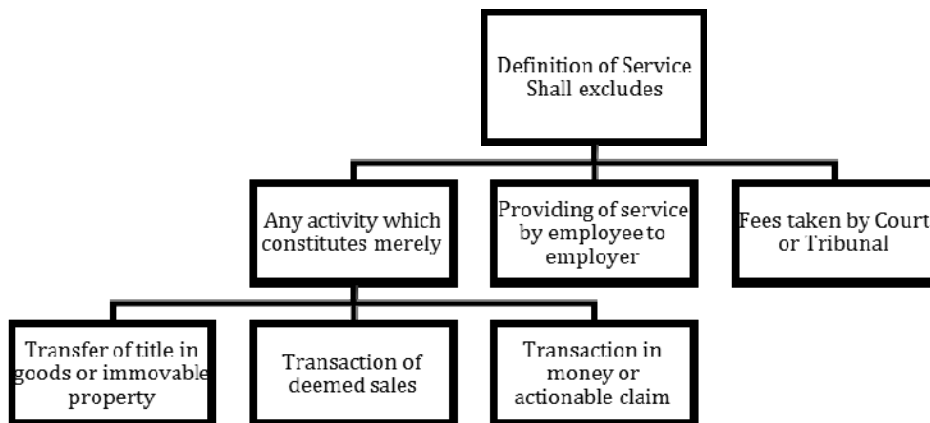 Definition of Service
Shall excludes
Any activity which
constitutes merely
Providing of service
by employee to
employer
Fees taken by Court
or Tribunal
Transfer of title in
goods or immovable
property
Transaction of
deemed sales
Transaction in
money or
actionable claim